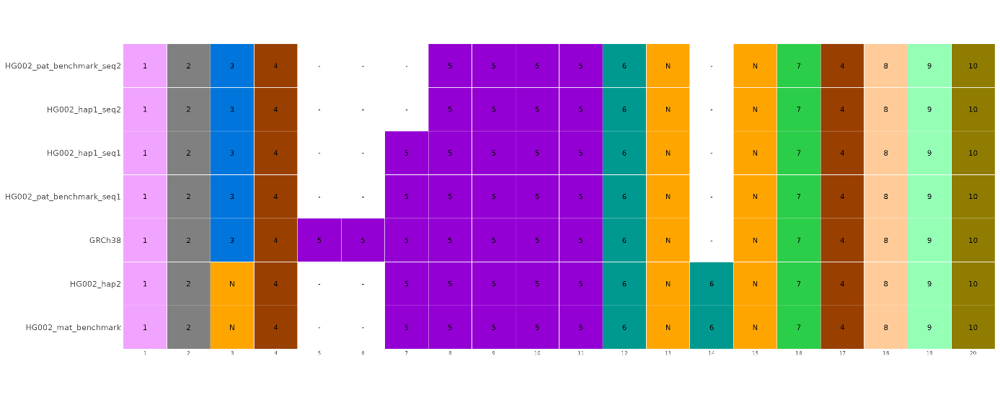 HG002_pat_benchmark_seq2 1 2 3 4 - - - 5 5 5 5 6 N - N 7 4 8 9 10
HG002_hap1_seq2 1 2 3 4 - - - 5 5 5 5 6 N - N 7 4 8 9 10
HG002_hap1_seq1 1 2 3 4 - - 5 5 5 5 5 6 N - N 7 4 8 9 10
HG002_pat_benchmark_seq1 1 2 3 4 - - 5 5 5 5 5 6 N - N 7 4 8 9 10
GRCh38 1 2 3 4 5 5 5 5 5 5 5 6 N - N 7 4 8 9 10
HG002_hap2 1 2 N 4 - - 5 5 5 5 5 6 N 6 N 7 4 8 9 10
HG002_mat_benchmark 1 2 N 4 - - 5 5 5 5 5 6 N 6 N 7 4 8 9 10
1 2 3 4 5 6 7 8 9 10 11 12 13 14 15 16 17 18 19 20